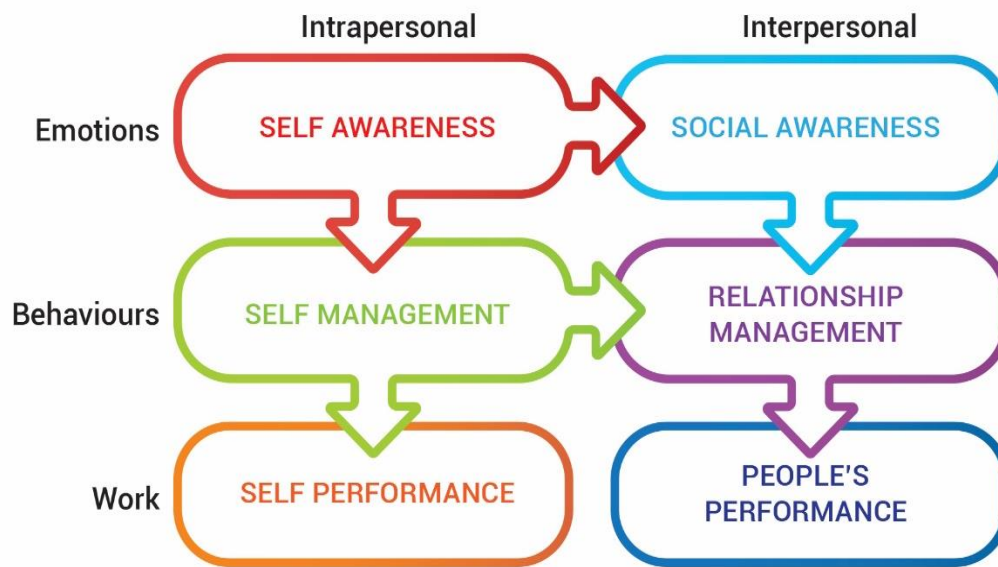 Intrapersonal
Interpersonal
Emotions
SELF AWARENESS
SOCIAL AWARENESS
Behaviours
SELF MANAGEMENT
RELATIONSHIP
MANAGEMENT
Work
SELF PERFORMANCE
PEOPLE'S
PERFORMANCE